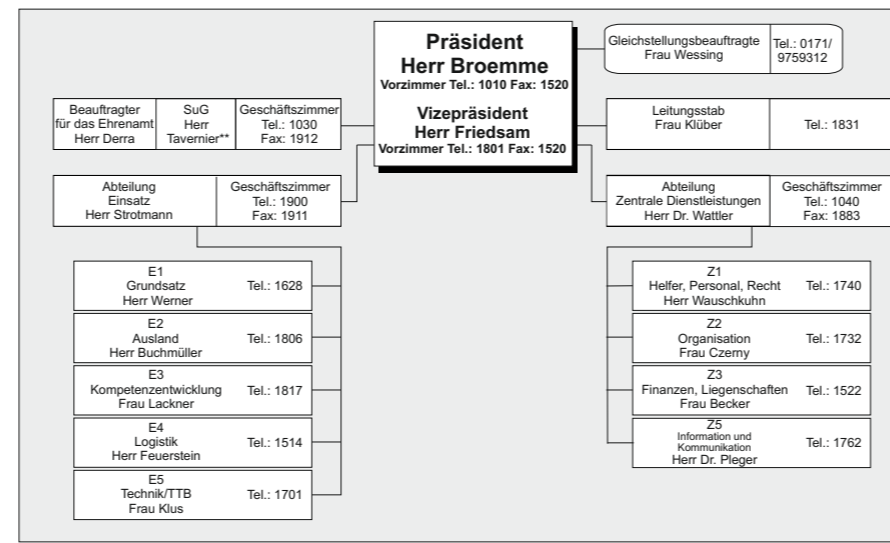 Präsident
Herr Broemme
Vorzimmer Tel.: 1010 Fax: 1520
Vizepräsident
Herr Friedsam
Vorzimmer Tel.: 1801 Fax: 1520
Gleichstellungsbeauftragte
Frau Wessing
Tel.: 0171/
9759312
Beauftragter
für das Ehrenamt
Herr Derra
SuG
Herr
Tavernier**
Geschäftszimmer
Tel.: 1030
Fax: 1912
Leitungsstab
Frau Klüber
Tel.: 1831
Abteilung
Einsatz
Herr Strotmann
Geschäftszimmer
Tel.: 1900
Fax: 1911
Abteilung
Zentrale Dienstleistungen
Herr Dr. Wattler
Geschäftszimmer
Tel.: 1040
Fax: 1883
E1
Grundsatz
Herr Werner
Tel.: 1628
E2
Ausland
Herr Buchmüller
Tel.: 1806
E3
Kompetenzentwicklung
Frau Lackner
Tel.: 1817
E4
Logistik
Herr Feuerstein
Tel.: 1514
E5
Technik/TTB
Frau Klus
Tel.: 1701
Z1
Helfer, Personal, Recht
Herr Wauschkuhn
Tel.: 1740
Z2
Organisation
Frau Czerny
Tel.: 1732
Z3
Finanzen, Liegenschaften
Frau Becker
Tel.: 1522
Z5
Information und
Kommunikation
Herr Dr. Pleger
Tel.: 1762